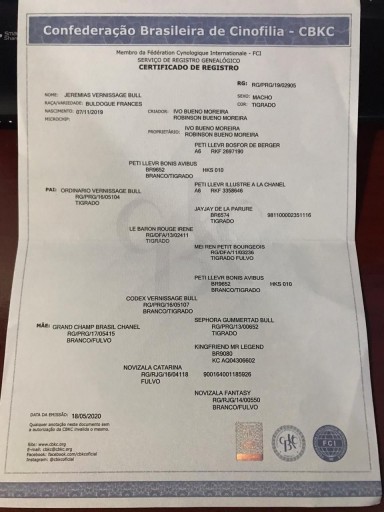 Confederação Brasileira de Cinofilia - CBKC
Membro da Fédération Cynologique Internationale - FCI
SERVIÇO DE REGISTRO GENEALÓGICO
CERTIFICADO DE REGISTRO
RG: RG/PRG/19/02905
NOME: JEREMIAS VERNISSAGE BULL
SEXO: MACHO
RAÇA/VARIEDADE: BULDOGUE FRANCES
COR: TIGRADO
NASCIMENTO: 07/11/2019
CRIADOR: IVO BUENO MOREIRA
ROBINSON BUENO MOREIRA
MICROCHIP:
PROPRIETÁRIO: IVO BUENO MOREIRA
ROBINSON BUENO MOREIRA
PETI LLEVR BOSFOR DE BERGER
A6 RKF 2697190
PETI LLEVR BONIS AVIBUS
BR9652 HKS 010
BRANCO/TIGRADO
PETI LLEVR ILLUSTRE A LA CHANEL
A6 RKF 3358846
PAI: ORDINARIO VERNISSAGE BULL
RG/PRG/16/05104
TIGRADO
JAYJAY DE LA PARURE
BR6574 981100002351116
TIGRADO
LE BARON ROUGE IRENE
RG/DFA/13/02411
TIGRADO
MEI REN PETIT BOURGEOIS
RG/DFA/11/03236
TIGRADO FULVO
PETI LLEVR BONIS AVIBUS
BR9652 HKS 010
BRANCO/TIGRADO
CODEX VERNISSAGE BULL
RG/PRG/16/05107
BRANCO/TIGRADO
SEPHORA GUMMERTAD BULL
RG/PRG/13/00652
TIGRADO
MÃE: GRAND CHAMP BRASIL CHANEL
RG/PRG/17/05415
BRANCO/FULVO
KINGFRIEND MR LEGEND
BR9080
KC AQ04306602
NOVIZALA CATARINA
RG/RJG/16/04118 900164001185926
FULVO
NOVIZALA FANTASY
RG/RJG/14/00550
BRANCO/FULVO
DATA DA EMISSÃO: 18/05/2020
Qualquer anotação neste documento sem
a autorização da CBKC invalida o mesmo.
Site: www.cbkc.org
E-mail: cbkc@cbkc.org
Facebook: facebook.com/cbkcoficial
Instagram: @cbkcoficial
FCI